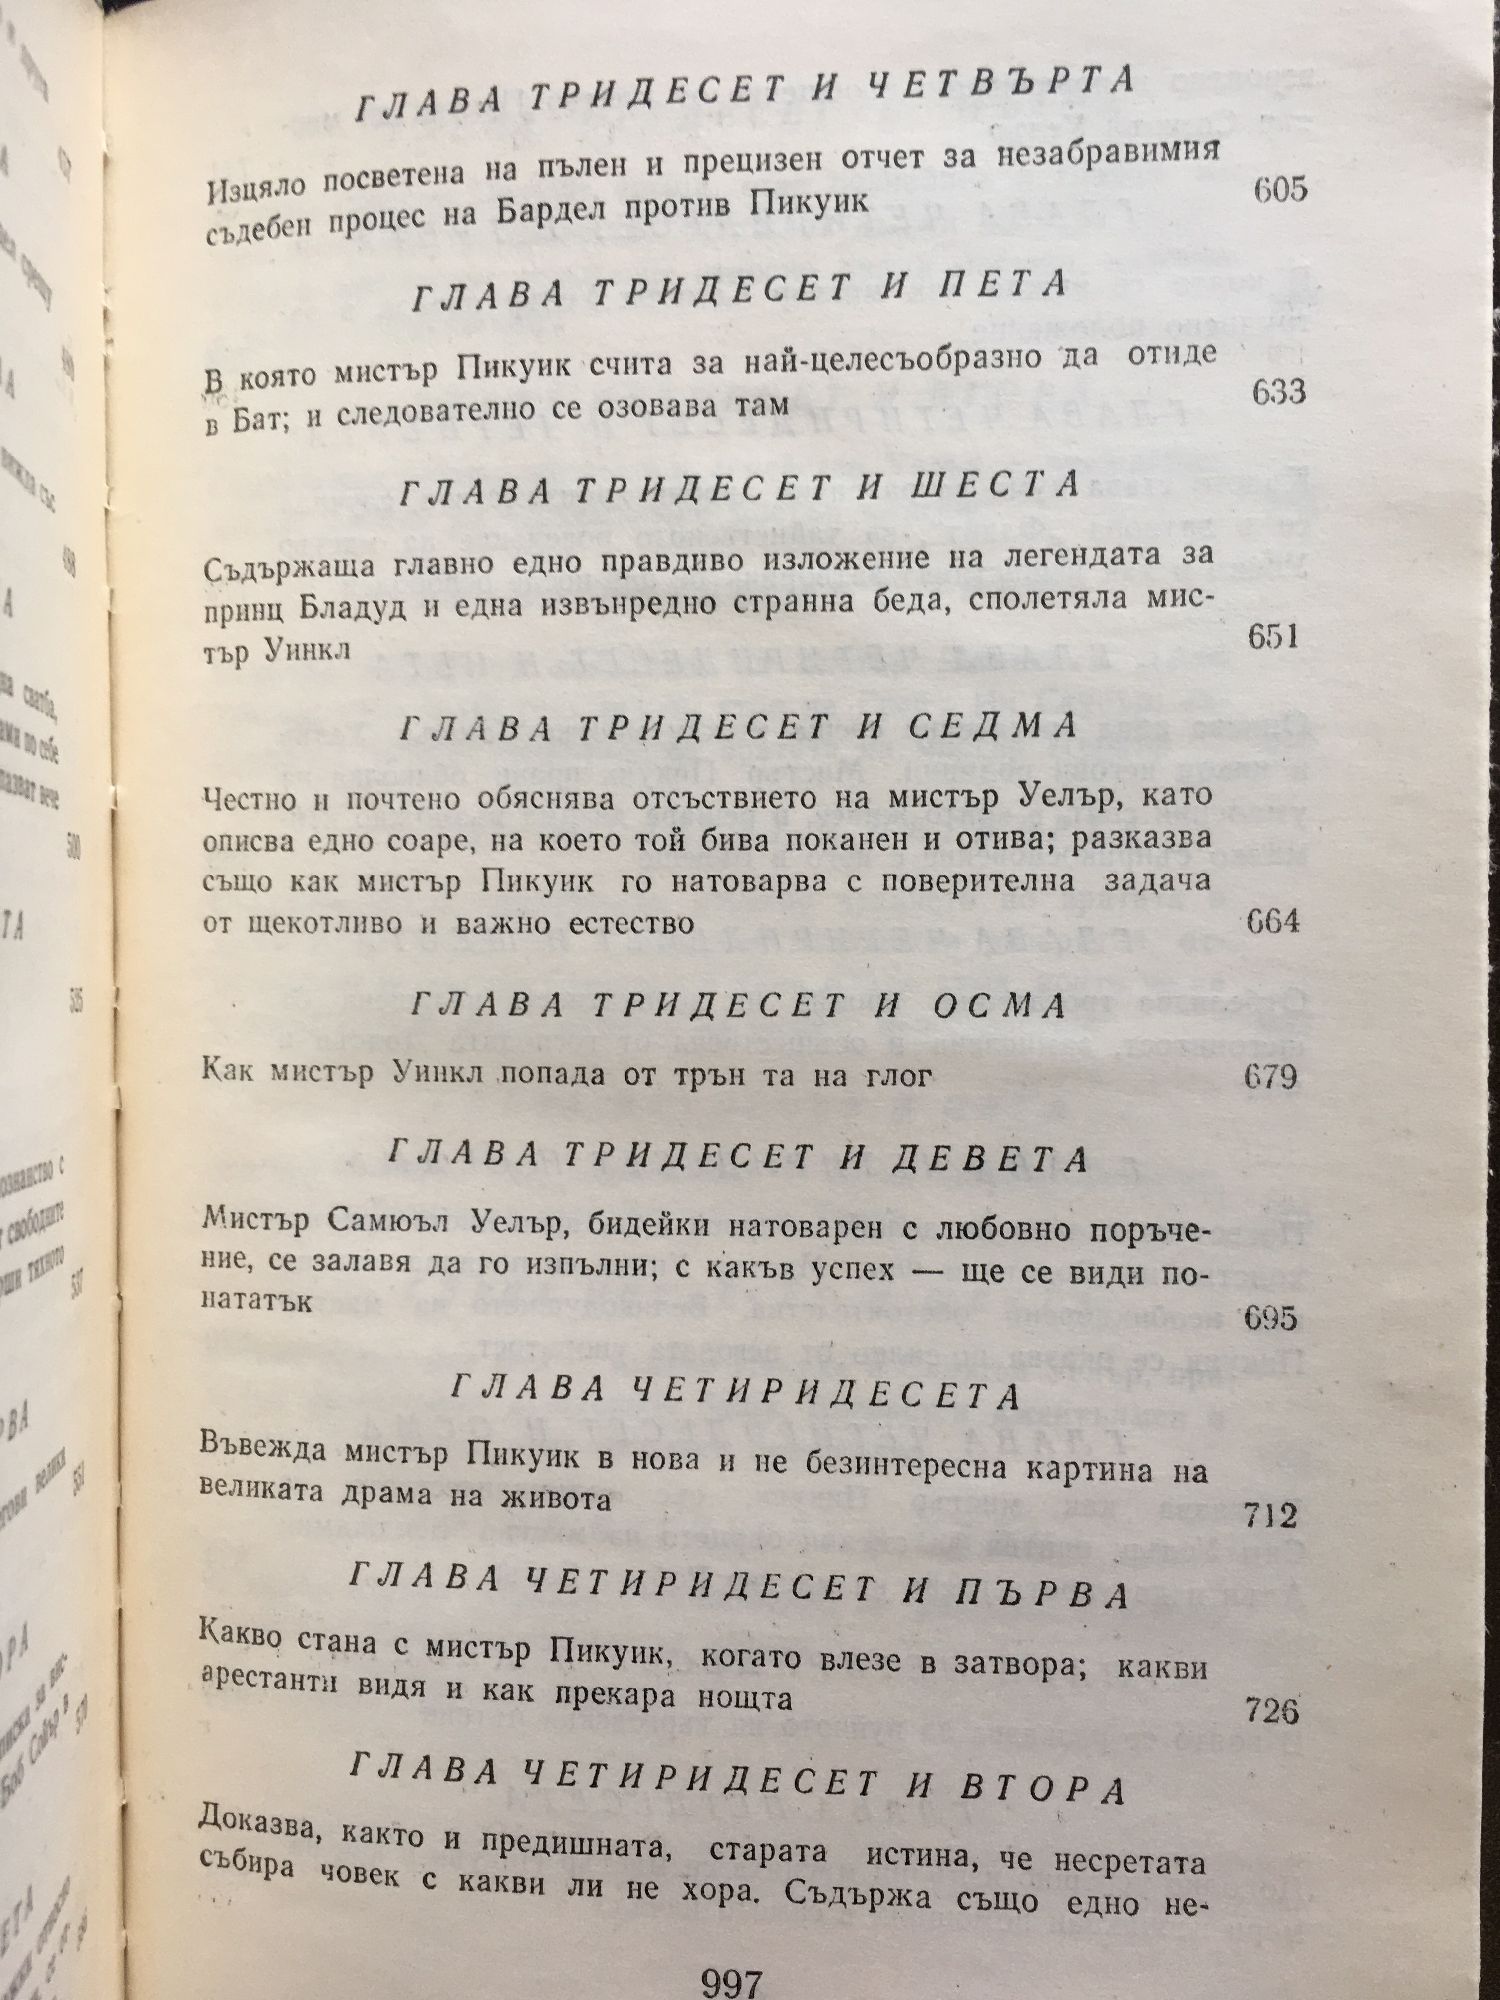 ГЛАВА ТРИДЕСЕТ И ЧЕТВЪРТА
Изцяло посветена на пълен и прецизен отчет за незабравимия
съдебен процес на Бардел против Пикуик 605
ГЛАВА ТРИДЕСЕТ И ПЕТА
В която мистър Пикуик счита за най-целесъобразно да отиде
в Бат; и следователно се озовава там 633
ГЛАВА ТРИДЕСЕТ И ШЕСТА
Съдържаща главно едно правдиво изложение на легендата за
принц Бладуд и една извънредно странна беда, сполетяла мис-
тър Уинкл 651
ГЛАВА ТРИДЕСЕТ И СЕДМА
Честно и почтено обяснява отсъствието на мистър Уелър, като
описва едно соаре, на което той бива поканен и отива; разказва
също как мистър Пикуик го натоварва с поверителна задача
от щекотливо и важно естество 664
ГЛАВА ТРИДЕСЕТ И ОСМА
Как мистър Уинкл попада от трън та на глог 679
ГЛАВА ТРИДЕСЕТ И ДЕВЕТА
Мистър Самюъл Уелър, бидейки натоварен с любовно поръче-
ние, се залавя да го изпълни; с какъв успех — ще се види по-
нататък 695
ГЛАВА ЧЕТИРИДЕСЕТА
Въвежда мистър Пикуик в нова и не безинтересна картина на
великата драма на живота 712
ГЛАВА ЧЕТИРИДЕСЕТ И ПЪРВА
Какво стана с мистър Пикуик, когато влезе в затвора; какви
арестанти видя и как прекара нощта 726
ГЛАВА ЧЕТИРИДЕСЕТ И ВТОРА
Доказва, както и предишната, старата истина, че несретата
събира човек с какви ли не хора. Съдържа също едно не-
997